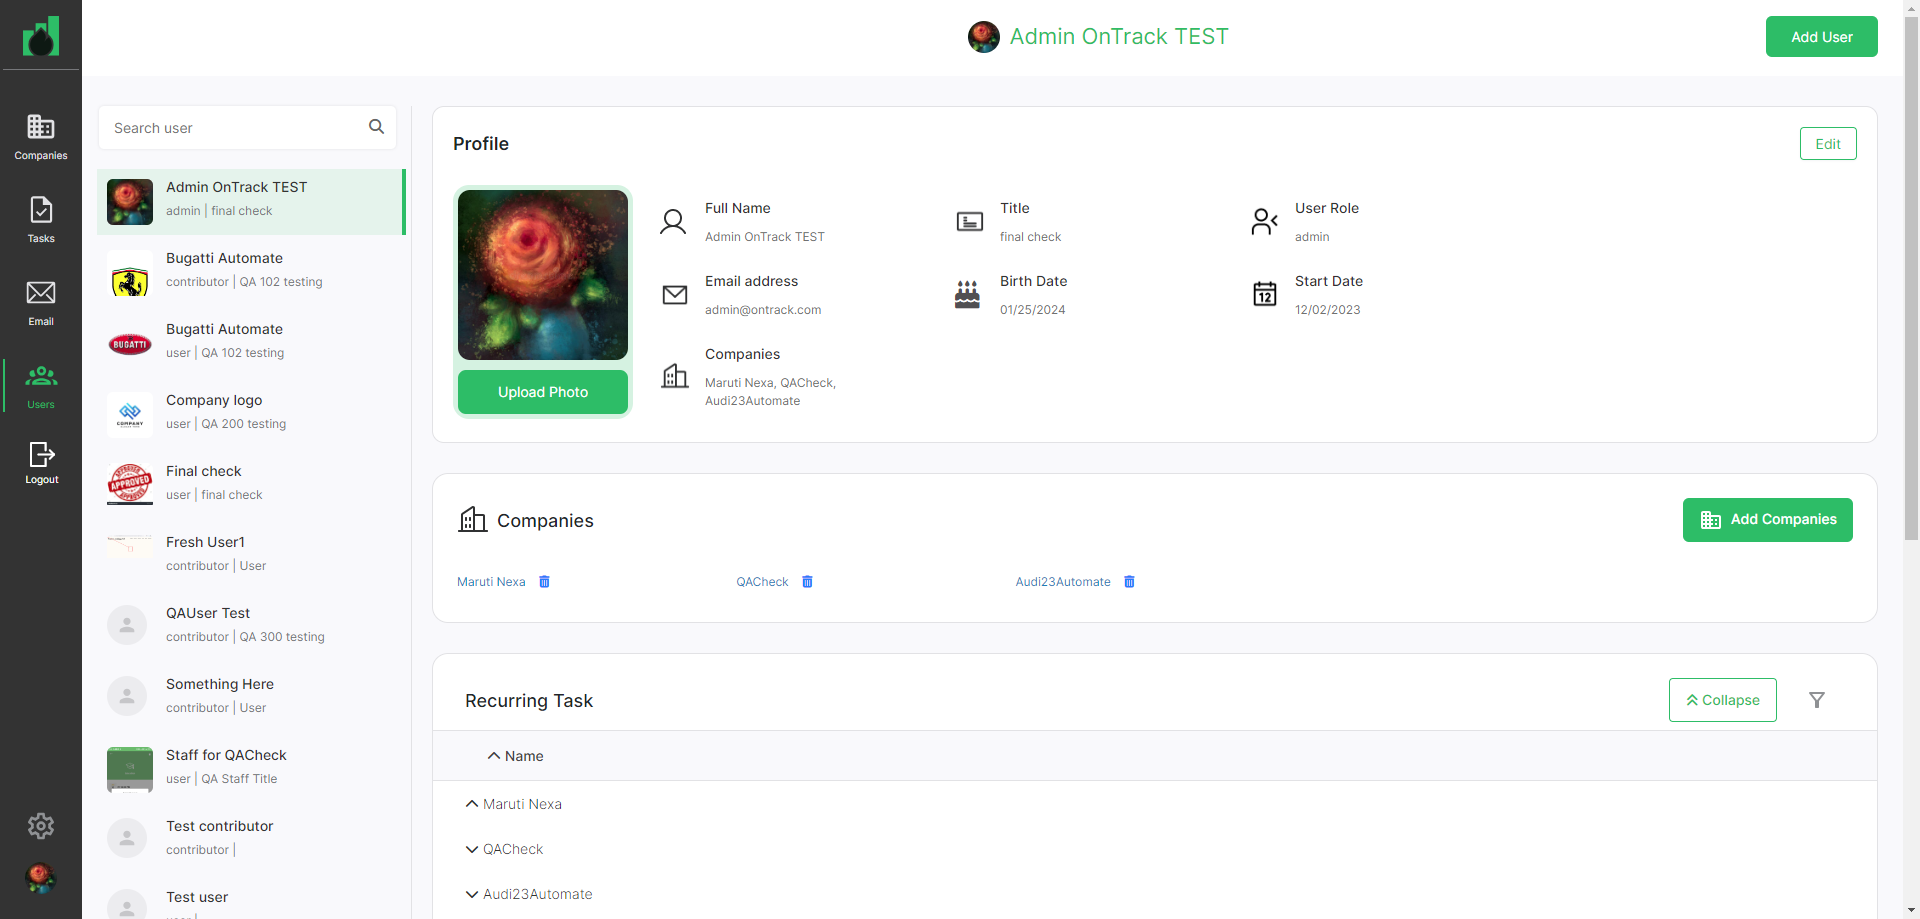 Admin OnTrack TEST
Add User
Companies
Tasks
Email
Users
Logout
Search user
Admin OnTrack TEST
admin | final check
Bugatti Automate
contributor | QA 102 testing
BUGATTI
Bugatti Automate
user | QA 102 testing
COMPANY
Company logo
user | QA 200 testing
APPROVED
Final check
user | final check
Fresh User1
contributor | User
QAUser Test
contributor | QA 300 testing
Something Here
contributor | User
Staff for QACheck
user | QA Staff Title
Test contributor
contributor |
Test user
Profile
Edit
Upload Photo
Full Name
Admin OnTrack TEST
Title
final check
User Role
admin
Email address
admin@ontrack.com
Birth Date
01/25/2024
12
Start Date
12/02/2023
Companies
Maruti Nexa, QACheck,
Audi23Automate
Companies
Add Companies
Maruti Nexa
QACheck
Audi23Automate
Recurring Task
Collapse
Name
Maruti Nexa
QACheck
Audi23Automate